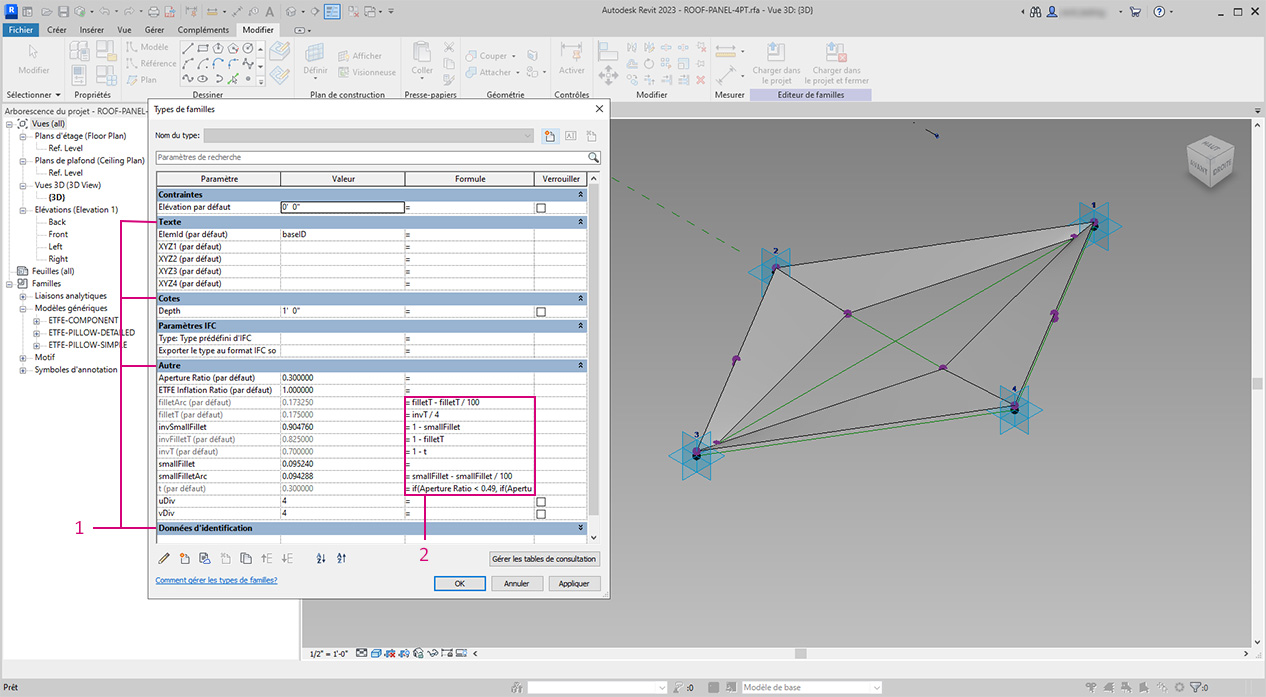 Autodesk Revit 2023 - ROOF-PANEL-4PT.rfa - Vue 3D: {3D}
Fichier Créer Insérer Vue Gérer Compléments Modifier
Modifier
Modèle
Référence
Plan
Définir
Afficher
Visionneuse
Coller
Couper
Attacher
Activer
Charger dans le projet
Charger dans le projet et fermer
Sélectionner Propriétés Dessiner Plan de construction Presse-papiers Géométrie Contrôles Modifier Mesurer Editeur de familles
Arborescence du projet - ROOF-PANEL-
Vues (all)
Plans d'étage (Floor Plan)
Ref. Level
Plans de plafond (Ceiling Plan)
Ref. Level
Vues 3D (3D View)
{3D}
Elévations (Elevation 1)
Back
Front
Left
Right
Feuilles (all)
Familles
Liaisons analytiques
Modèles génériques
ETFE-COMPONENT
ETFE-PILLOW-DETAILED
ETFE-PILLOW-SIMPLE
Motif
Symboles d'annotation
Types de familles
Nom du type:
Paramètres de recherche
Paramètre Valeur Formule Verrouiller
Contraintes
Elévation par défaut 0' 0" =
Texte
ElemId (par défaut) baseID =
XYZ1 (par défaut) =
XYZ2 (par défaut) =
XYZ3 (par défaut) =
XYZ4 (par défaut) =
Cotes
Depth 1' 0" =
Paramètres IFC
Type: Type prédéfini d'IFC =
Exporter le type au format IFC so =
Autre
Aperture Ratio (par défaut) 0.300000 =
ETFE Inflation Ratio (par défaut) 1.000000 =
filletArc (par défaut) 0.173250 = filletT - filletT / 100
filletT (par défaut) 0.175000 = invT / 4
invSmallFillet 0.904760 = 1 - smallFillet
invFilletT (par défaut) 0.825000 = 1 - filletT
invT (par défaut) 0.700000 = 1 - t
smallFillet 0.095240 =
smallFilletArc 0.094288 = smallFillet - smallFillet / 100
t (par défaut) 0.300000 = if(Aperture Ratio < 0.49, if(Apertu
uDiv 4 =
vDiv 4 =
Données d'identification
Gérer les tables de consultation
Comment gérer les types de familles?
OK Annuler Appliquer
1
2
1
2
3
4
HAUT
AVANT
DROITE
1/2" = 1'-0"
Prêt
:0
Modèle de base
:0